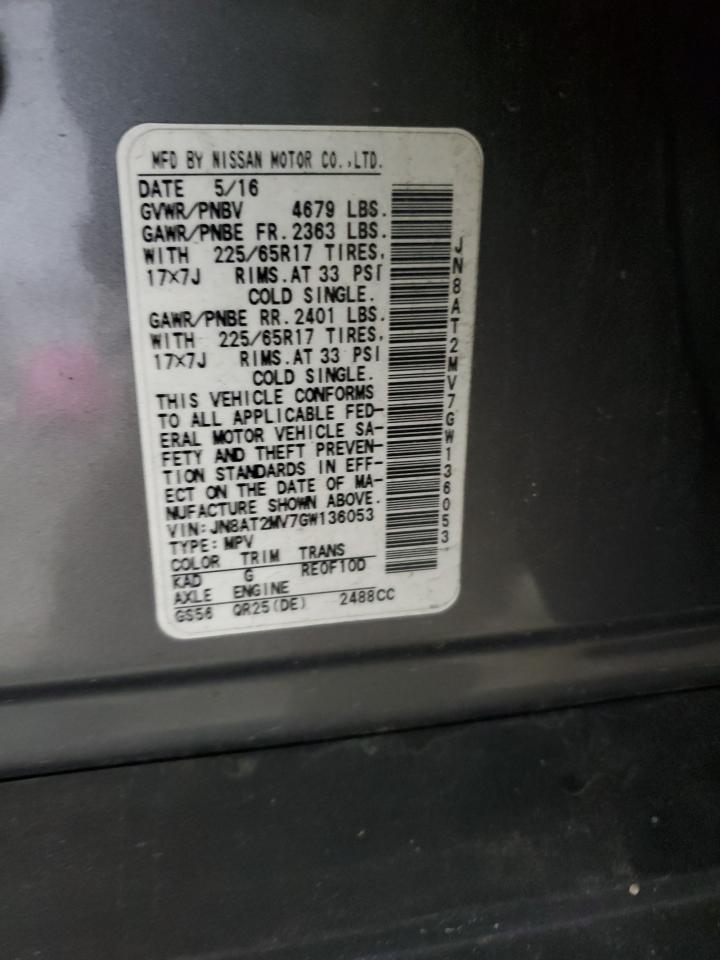 MFD BY NISSAN MOTOR CO.,LTD.
DATE 5/16
GVWR/PNBV 4679 LBS.
GAWR/PNBE FR. 2363 LBS.
WITH 225/65R17 TIRES,
17×7J RIMS.AT 33 PSI
COLD SINGLE.
GAWR/PNBE RR. 2401 LBS.
WITH 225/65R17 TIRES,
17×7J RIMS.AT 33 PSI
COLD SINGLE.
THIS VEHICLE CONFORMS
TO ALL APPLICABLE FED-
ERAL MOTOR VEHICLE SA-
FETY AND THEFT PREVEN-
TION STANDARDS IN EFF-
ECT ON THE DATE OF MA-
NUFACTURE SHOWN ABOVE.
VIN: JN8AT2MV7GW136053
TYPE: MPV
COLOR TRIM TRANS
KAD G RE0F10D
AXLE ENGINE
GS56 QR25(DE) 2488CC
JN8AT2MV7GW136053